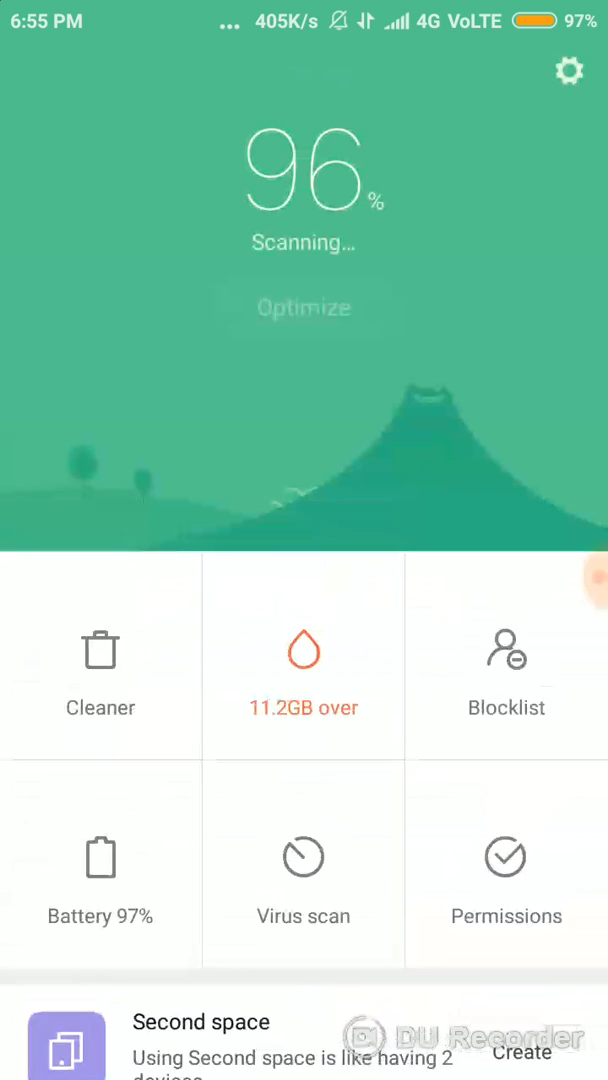 6:55 PM ... 405K/s 4G VoLTE 97%
96%
Scanning...
Optimize
Cleaner
11.2GB over
Blocklist
Battery 97%
Virus scan
Permissions
Second space
Using Second space is like having 2
devices
Create
DU Recorder